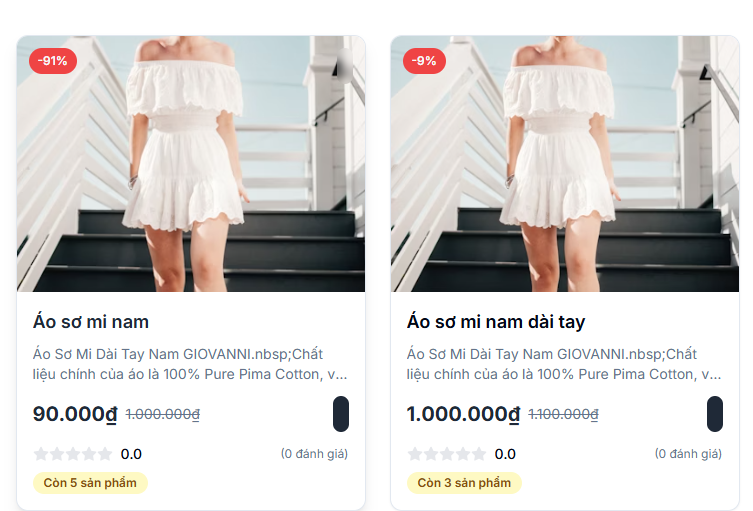 -91%
Áo sơ mi nam
Áo Sơ Mi Dài Tay Nam GIOVANNI.nbsp;Chất
liệu chính của áo là 100% Pure Pima Cotton, v...
90.000₫ 1.000.000₫
0.0 (0 đánh giá)
Còn 5 sản phẩm
-9%
Áo sơ mi nam dài tay
Áo Sơ Mi Dài Tay Nam GIOVANNI.nbsp;Chất
liệu chính của áo là 100% Pure Pima Cotton, v...
1.000.000₫ 1.100.000₫
0.0 (0 đánh giá)
Còn 3 sản phẩm